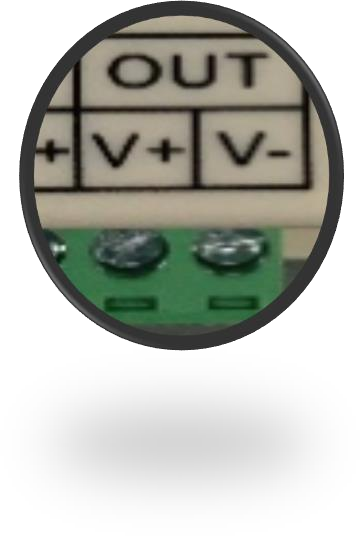 OUT
+ V+ V-